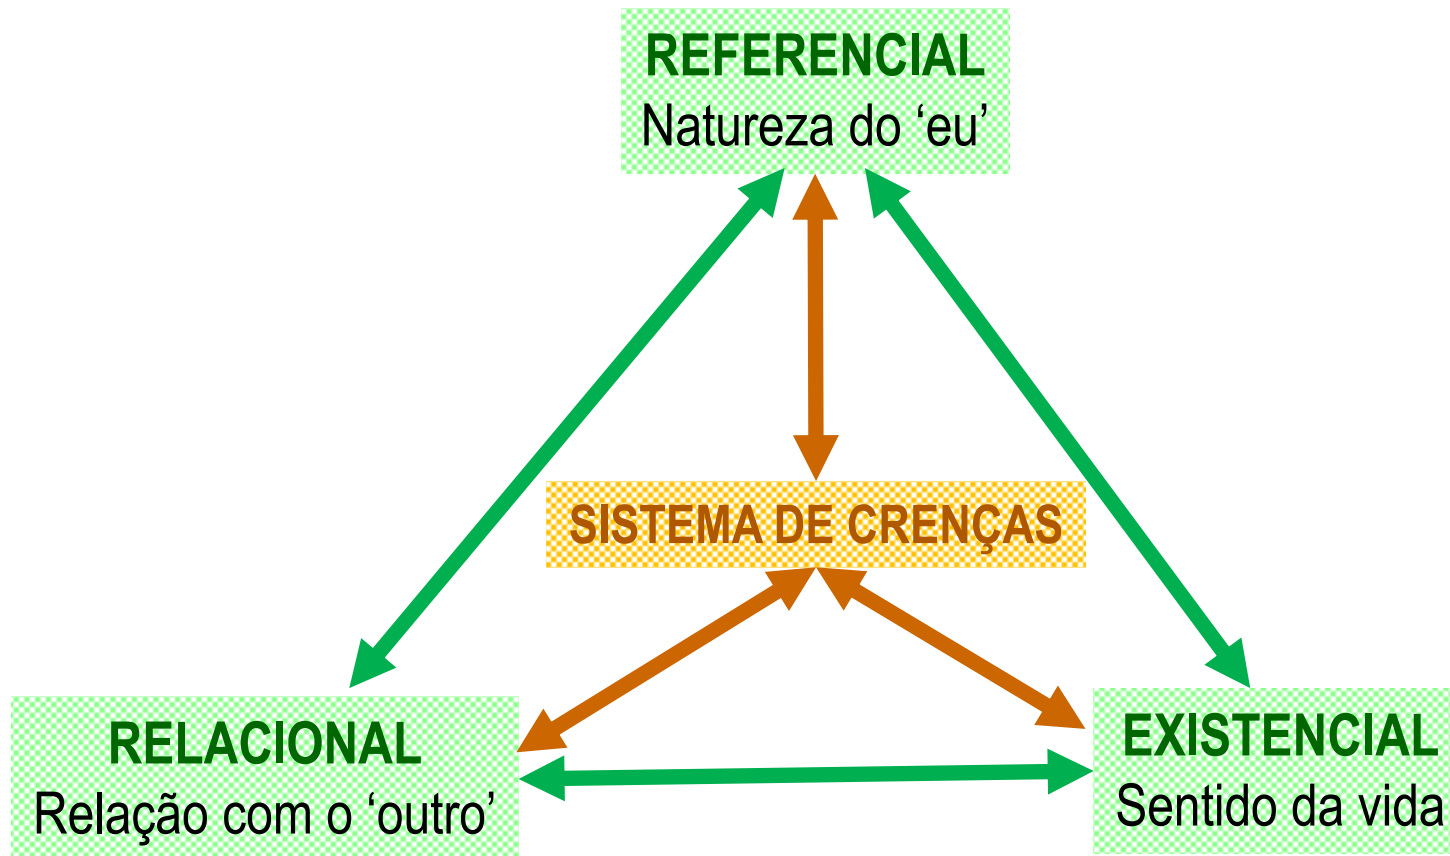 REFERENCIAL
Natureza do ‘eu’
SISTEMA DE CRENÇAS
RELACIONAL
Relação com o ‘outro’
EXISTENCIAL
Sentido da vida